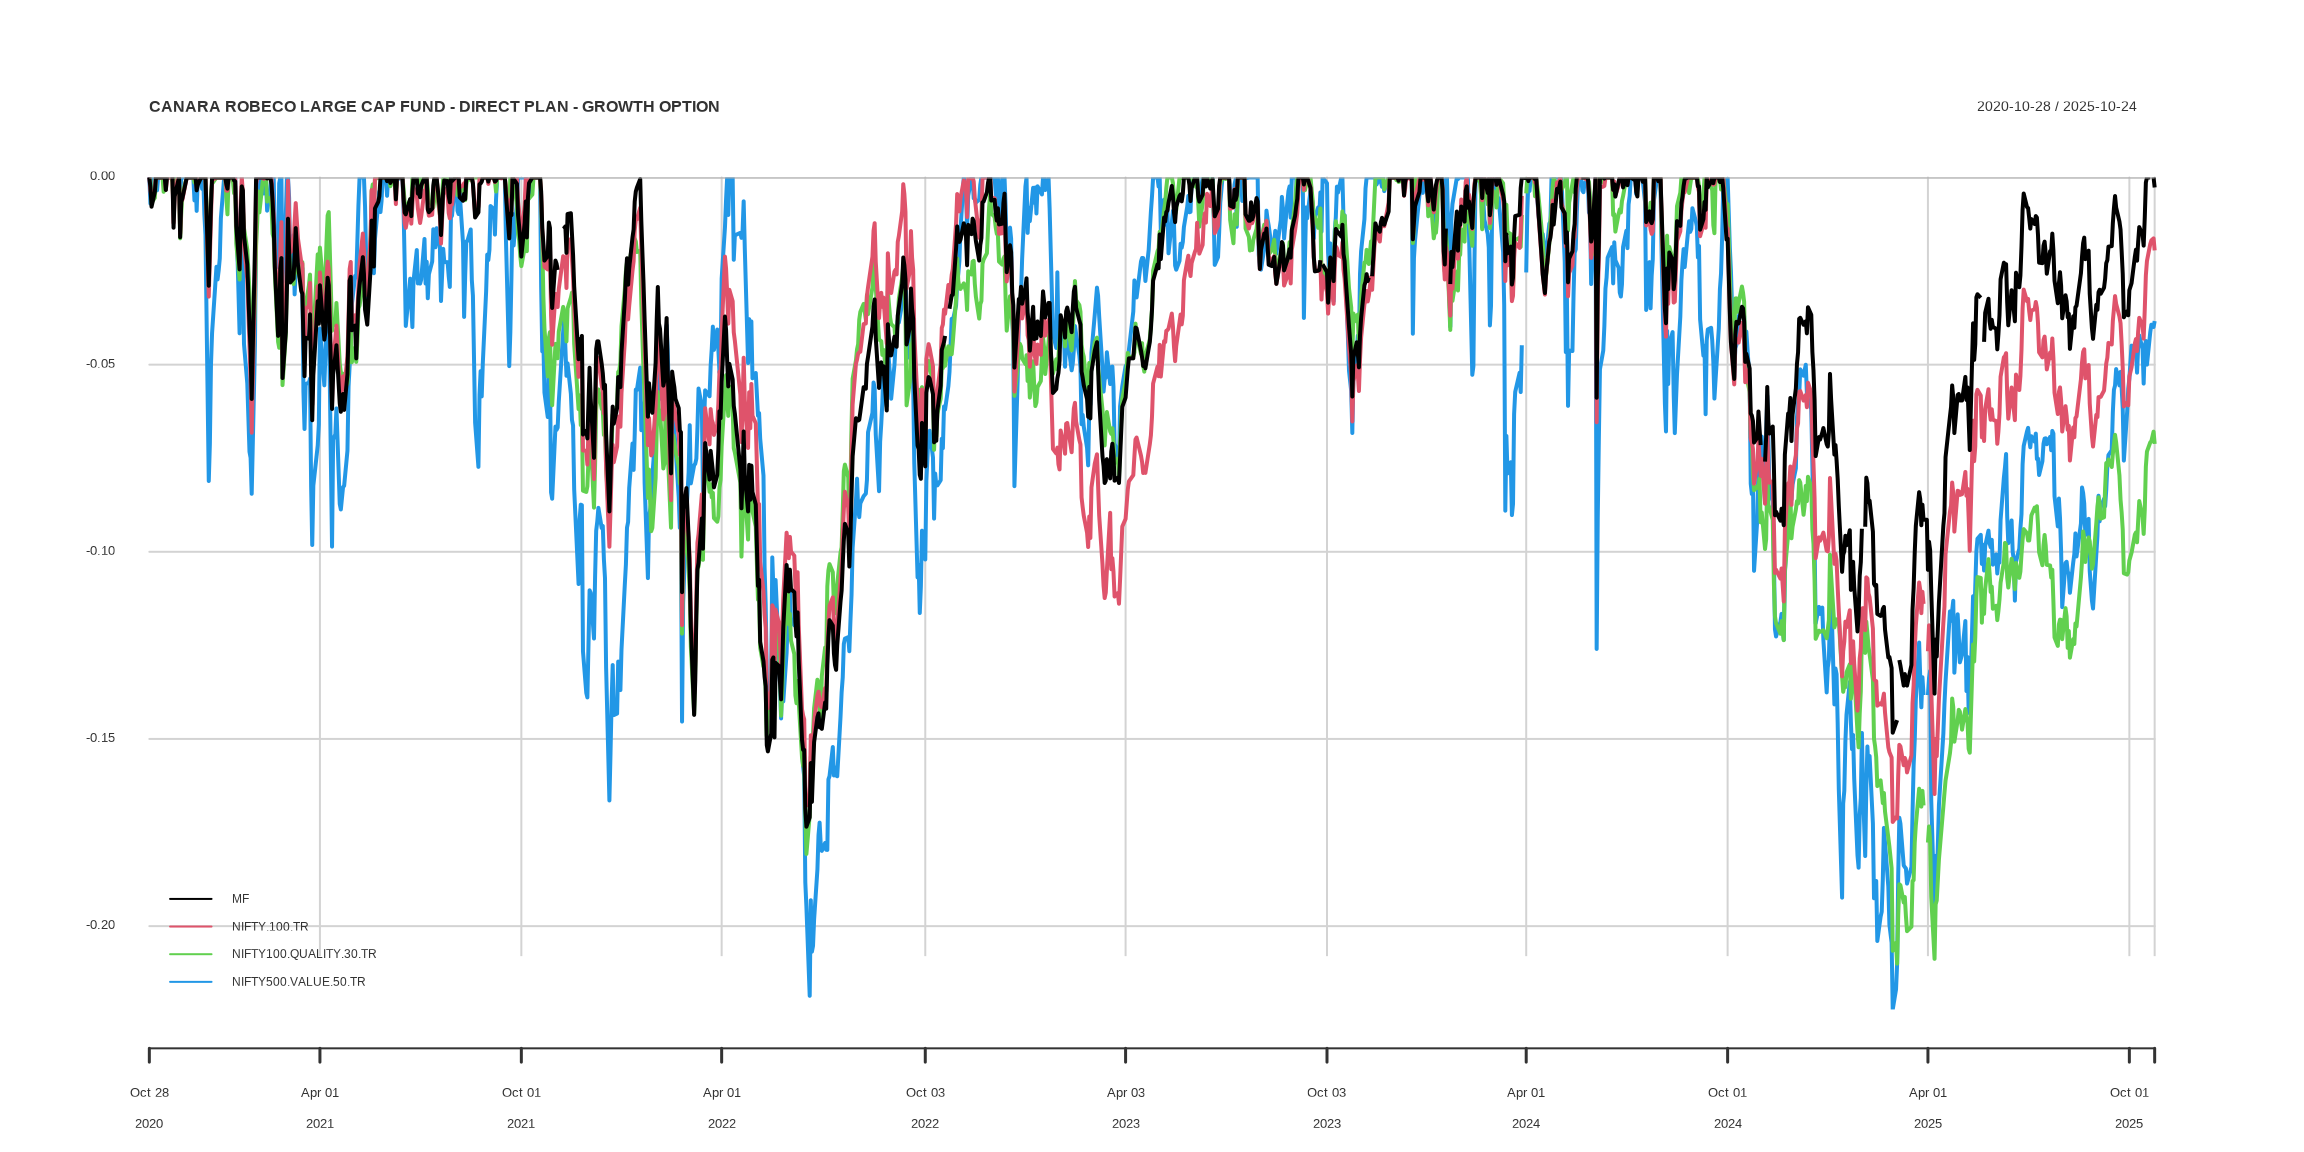 CANARA ROBECO LARGE CAP FUND - DIRECT PLAN - GROWTH OPTION 2020-10-28 / 2025-10-24
0.00
-0.05
-0.10
-0.15
-0.20
MF
NIFTY.100.TR
NIFTY100.QUALITY.30.TR
NIFTY500.VALUE.50.TR
Oct 28 Apr 01 Oct 01 Apr 01 Oct 03 Apr 03 Oct 03 Apr 01 Oct 01 Apr 01 Oct 01
2020 2021 2021 2022 2022 2023 2023 2024 2024 2025 2025